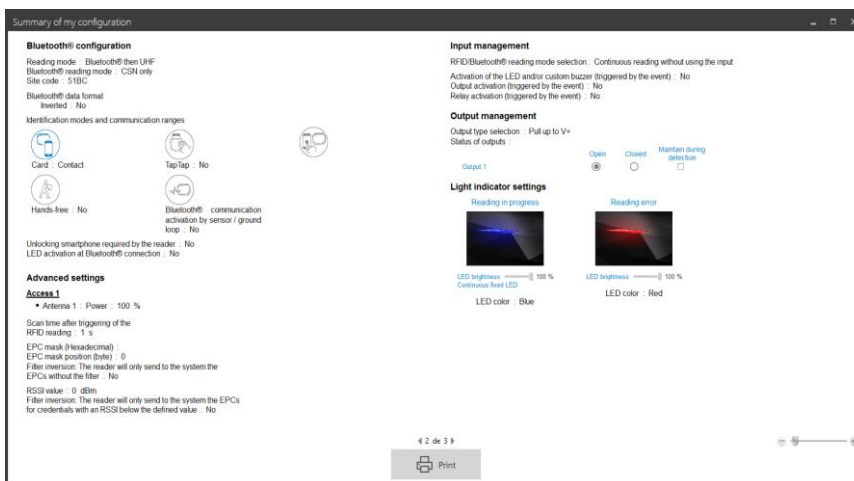 Summary of my configuration
Bluetooth® configuration
Reading mode : Bluetooth® then UHF
Bluetooth® reading mode : CSN only
Site code : 51BC
Bluetooth® data format
Inverted : No
Identification modes and communication ranges
Card : Contact
TapTap : No
Hands-free : No
Bluetooth® communication
activation by sensor / ground
loop : No
Unlocking smartphone required by the reader : No
LED activation at Bluetooth® connection : No
Advanced settings
Access 1
• Antenna 1 : Power : 100 %
Scan time after triggering of the
RFID reading : 1 s
EPC mask (Hexadecimal) :
EPC mask position (byte) : 0
Filter inversion: The reader will only send to the system the
EPCs without the filter : No
RSSI value : 0 dBm
Filter inversion: The reader will only send to the system the EPCs
for credentials with an RSSI below the defined value : No
Input management
RFID/Bluetooth® reading mode selection : Continuous reading without using the input
Activation of the LED and/or custom buzzer (triggered by the event) : No
Output activation (triggered by the event) : No
Relay activation (triggered by the event) : No
Output management
Output type selection : Pull up to V+
Status of outputs :
Open Closed Maintain during
detection
Output 1
Light indicator settings
Reading in progress Reading error
LED brightness 100 % LED brightness 100 %
Continuous fixed LED
LED color : Blue LED color : Red
2 de 3
Print